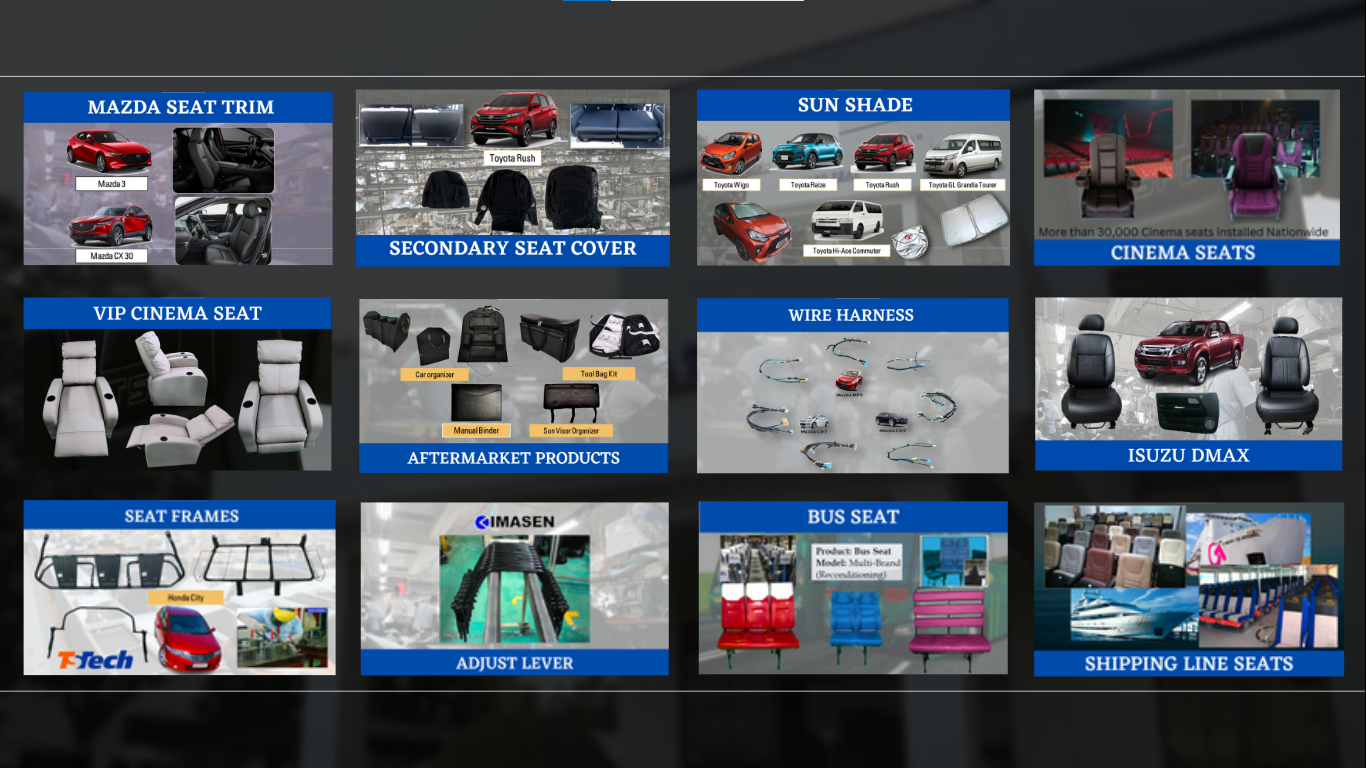 MAZDA SEAT TRIM
Mazda 3
Mazda CX 30
Toyota Rush
SECONDARY SEAT COVER
SUN SHADE
Toyota Wigo
Toyota Raize
Toyota Rush
Toyota GL Grandia Tourer
Toyota Hi-Ace Commuter
More than 30,000 Cinema seats installed Nationwide
CINEMA SEATS
VIP CINEMA SEAT
Car organizer
Tool Bag Kit
Manual Binder
Sun Visor Organizer
AFTERMARKET PRODUCTS
WIRE HARNESS
ISUZU DMAX
SEAT FRAMES
Honda City
T-Tech
IMASEN
ADJUST LEVER
BUS SEAT
Product: Bus Seat
Model: Multi-Brand
(Reconditioning)
SHIPPING LINE SEATS